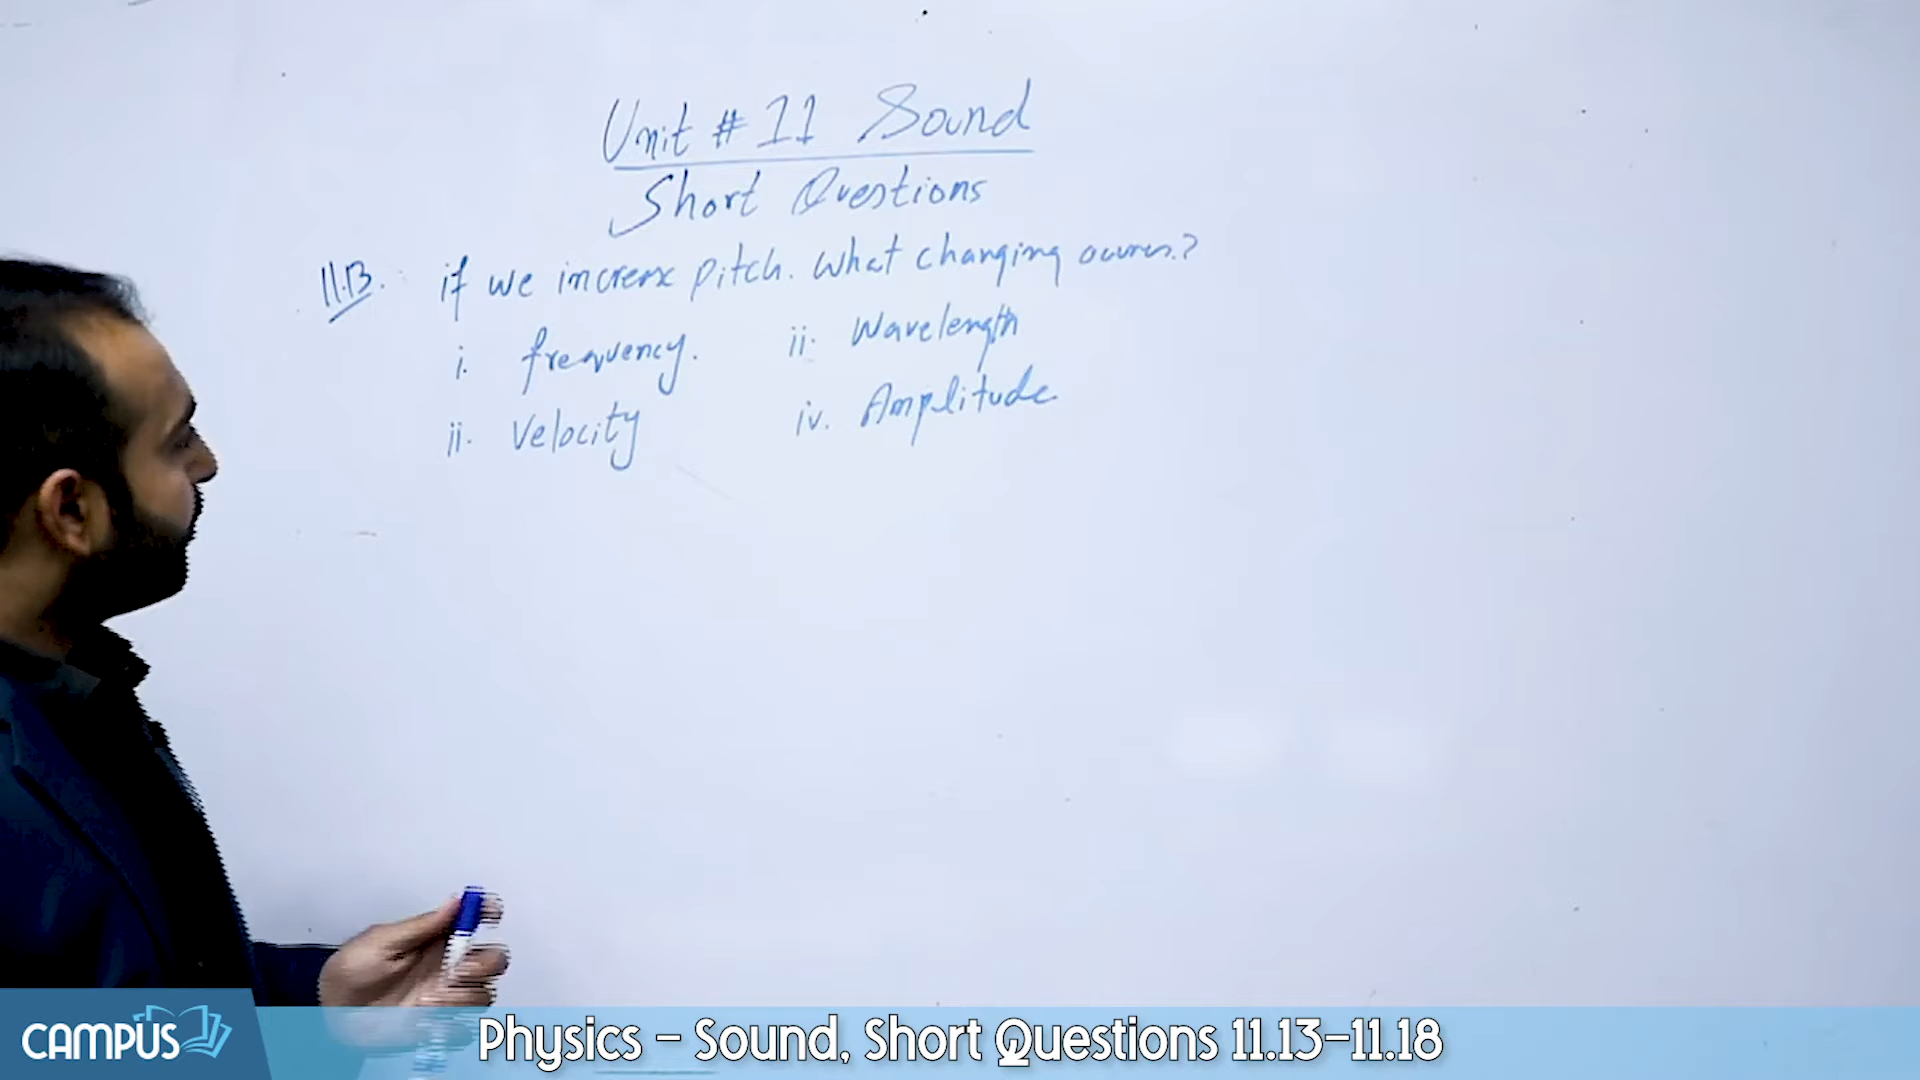 Unit # 11 Sound
Short Questions
11.13. if we increase pitch. What changing occures.?
i. frequency. ii. Wavelength
ii. Velocity iv. Amplitude
CAMPUS
Physics – Sound, Short Questions 11.13–11.18